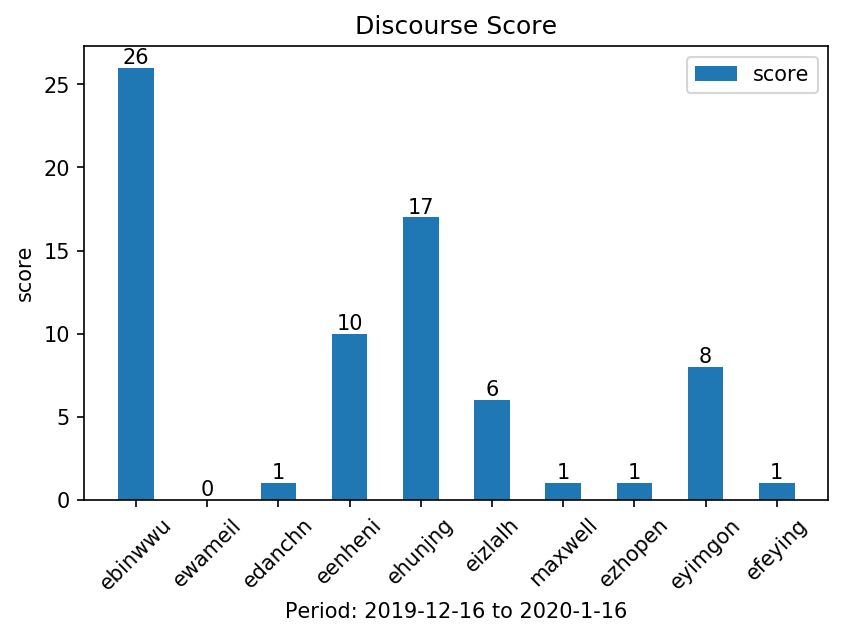 Discourse Score
score
26
0
1
10
17
6
1
1
8
1
score
25
20
15
10
5
0
ebinwwu
ewameil
edanchn
eenheni
ehunjng
eizlalh
maxwell
ezhopen
eyimgon
efeying
Period: 2019-12-16 to 2020-1-16